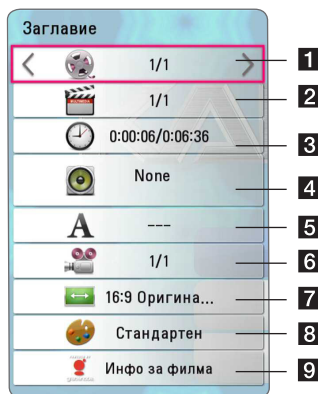 Заглавие
1/1
1
1/1
2
0:00:06/0:06:36
3
None
4
A
---
5
1/1
6
16:9 Оригина...
7
Стандартен
8
Инфо за филма
9